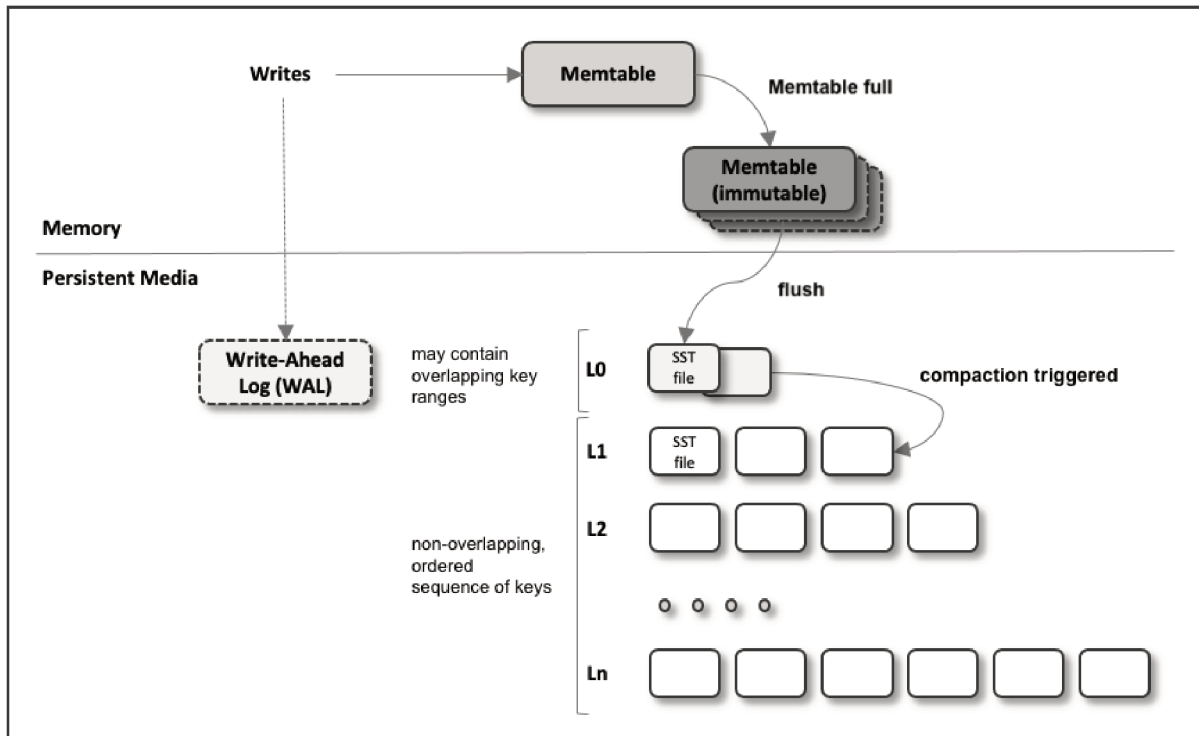 Writes
Memtable
Memtable full
Memtable
(immutable)
Memory
Persistent Media
flush
Write-Ahead
Log (WAL)
may contain
overlapping key
ranges
L0
SST
file
compaction triggered
L1
SST
file
L2
non-overlapping,
ordered
sequence of keys
Ln